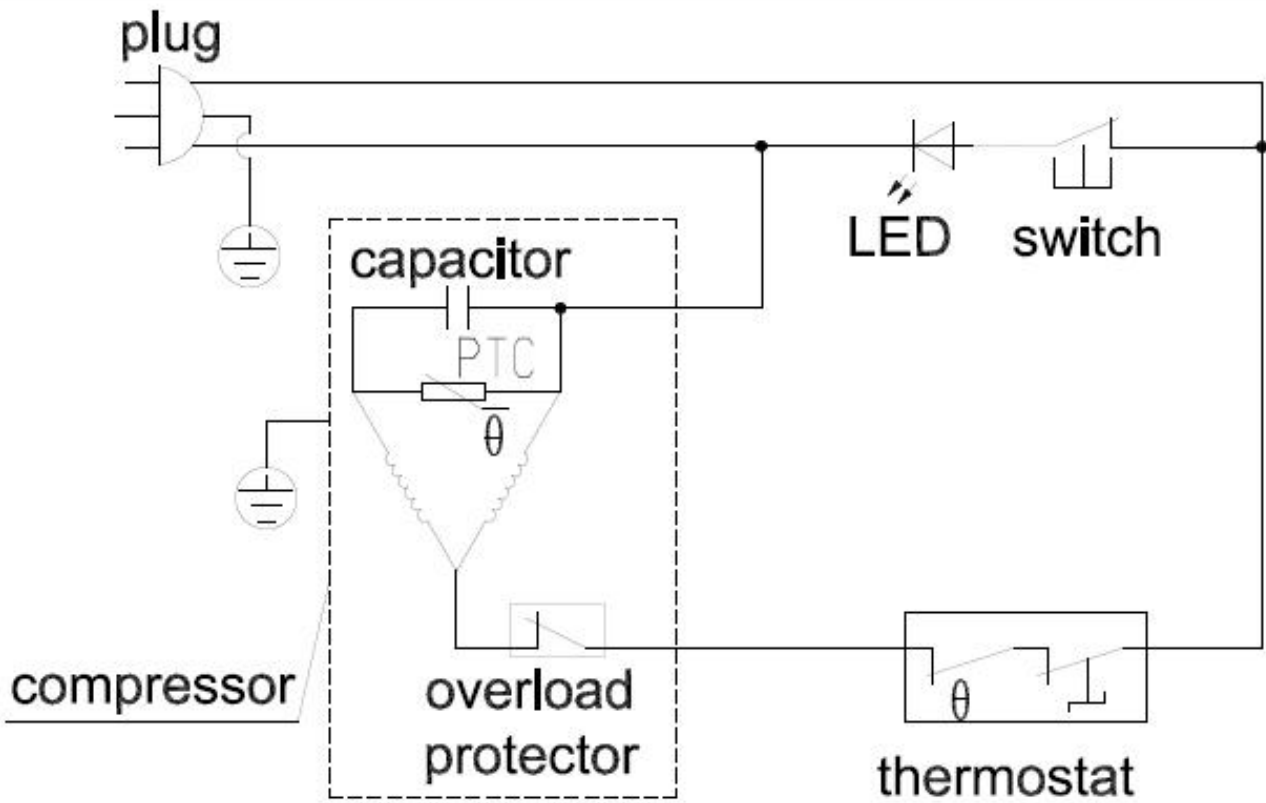 plug
LED
switch
capacitor
PTC
θ
compressor
overload
protector
θ
thermostat